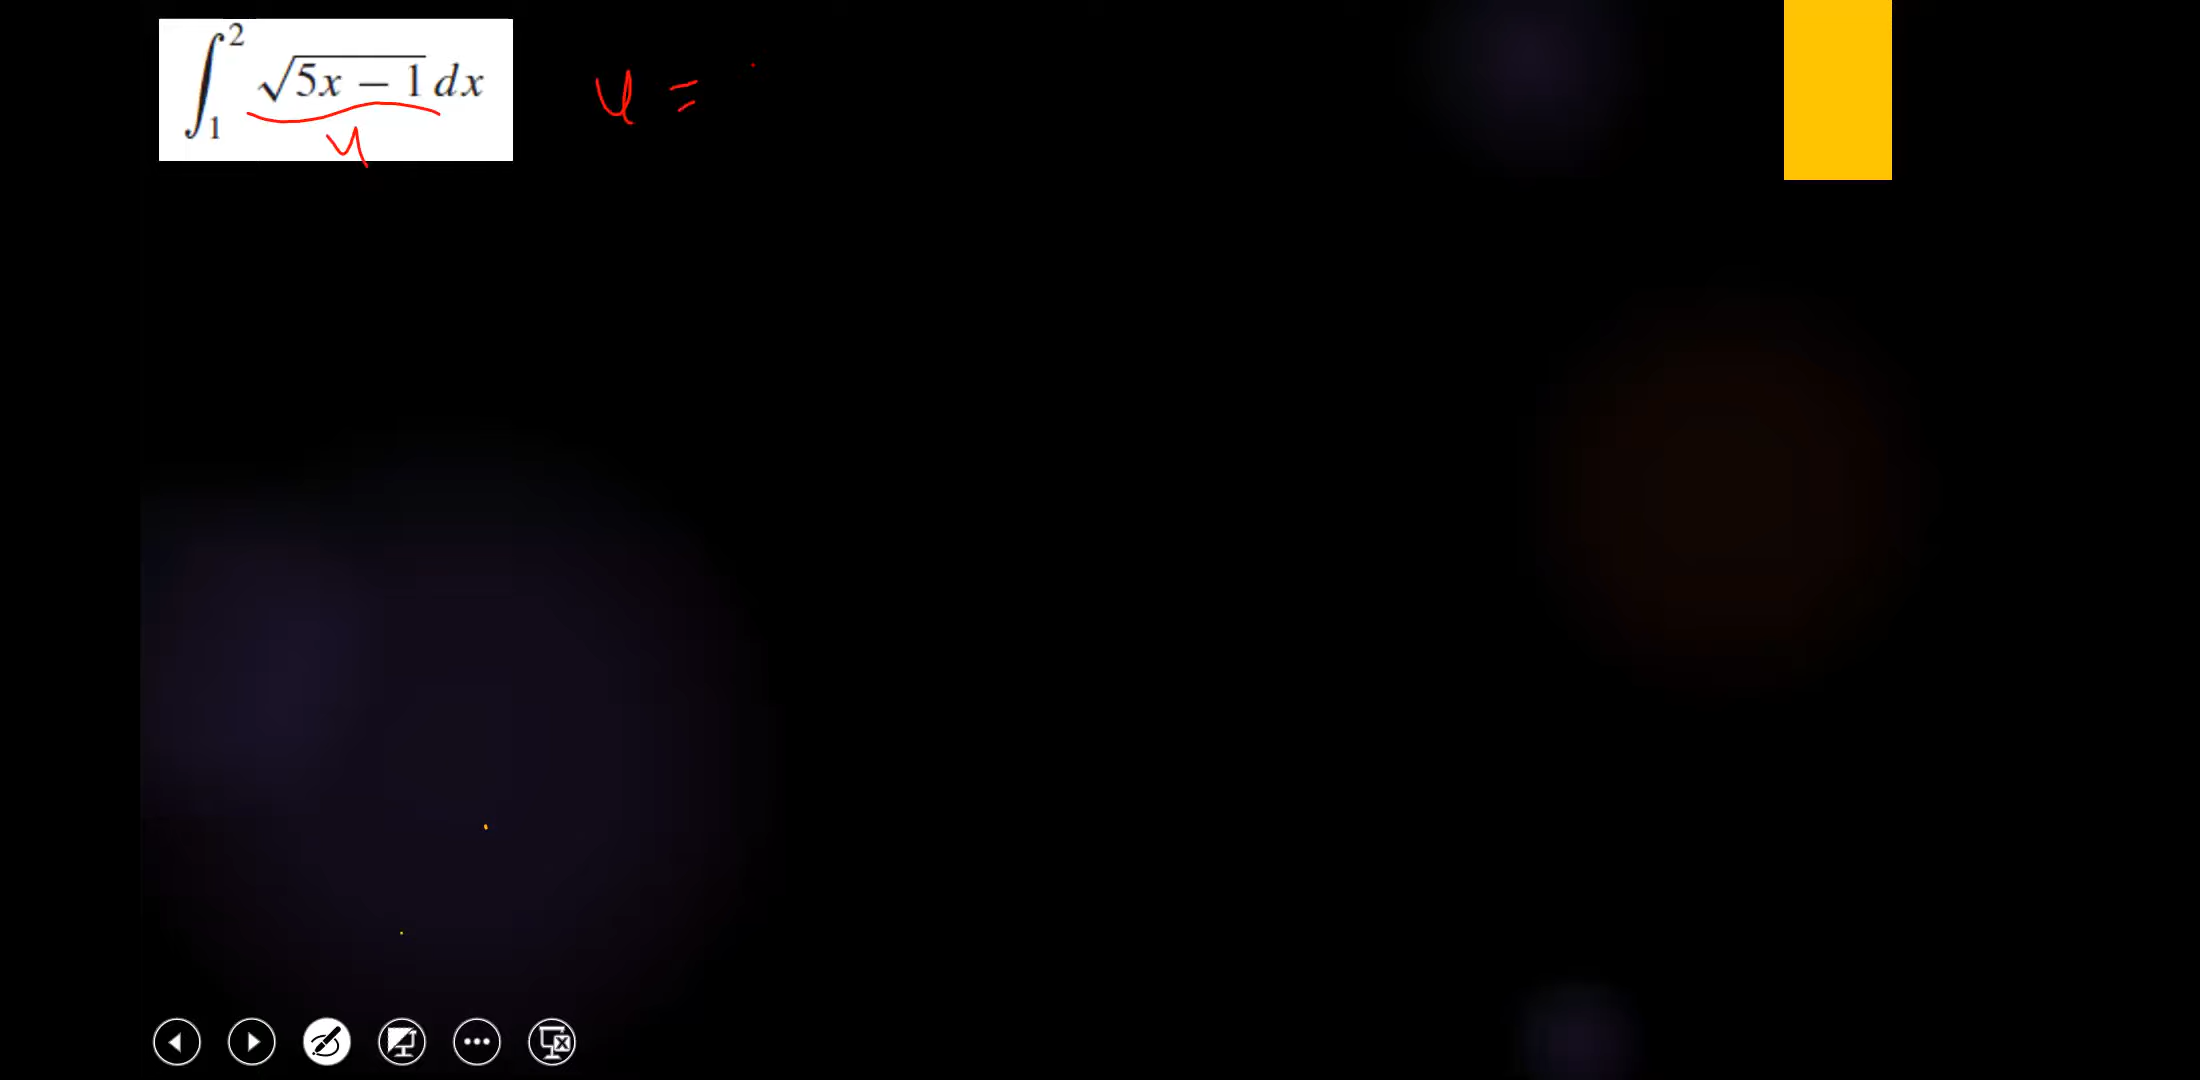 ∫₁² √(5x − 1) dx u =
u